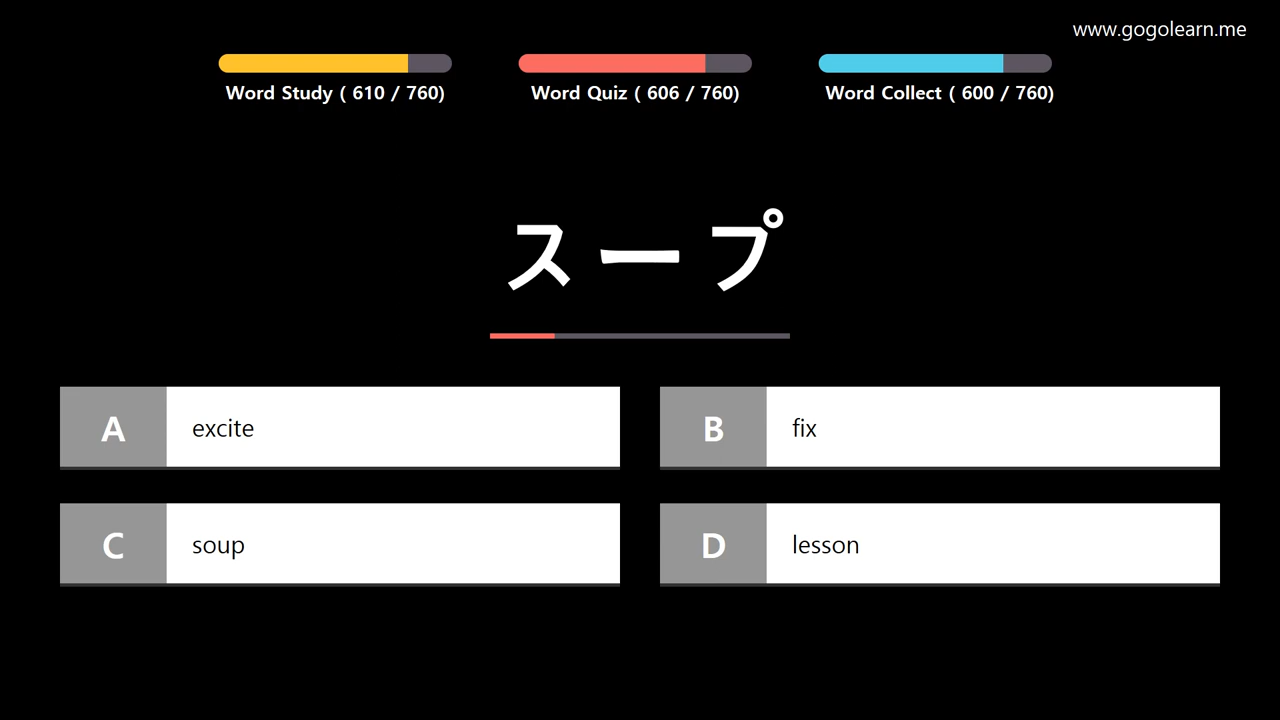 www.gogolearn.me
Word Study ( 610 / 760)
Word Quiz ( 606 / 760)
Word Collect ( 600 / 760)
スープ
A excite
B fix
C soup
D lesson